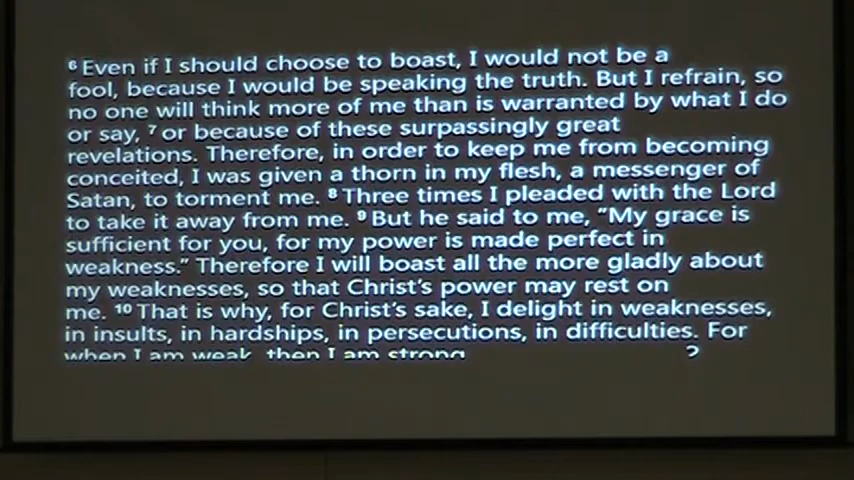 ⁶ Even if I should choose to boast, I would not be a
fool, because I would be speaking the truth. But I refrain, so
no one will think more of me than is warranted by what I do
or say, ⁷ or because of these surpassingly great
revelations. Therefore, in order to keep me from becoming
conceited, I was given a thorn in my flesh, a messenger of
Satan, to torment me. ⁸ Three times I pleaded with the Lord
to take it away from me. ⁹ But he said to me, “My grace is
sufficient for you, for my power is made perfect in
weakness.” Therefore I will boast all the more gladly about
my weaknesses, so that Christ’s power may rest on
me. ¹⁰ That is why, for Christ’s sake, I delight in weaknesses,
in insults, in hardships, in persecutions, in difficulties. For
when I am weak, then I am strong